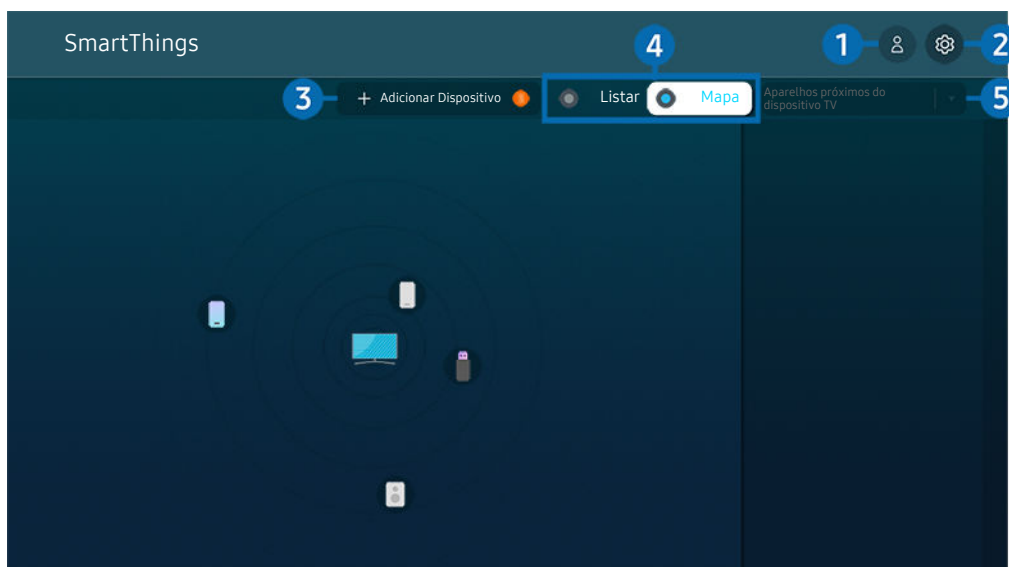 SmartThings
4
1
2
3
+ Adicionar Dispositivo
Listar
Mapa
Aparelhos próximos do
dispositivo TV
5